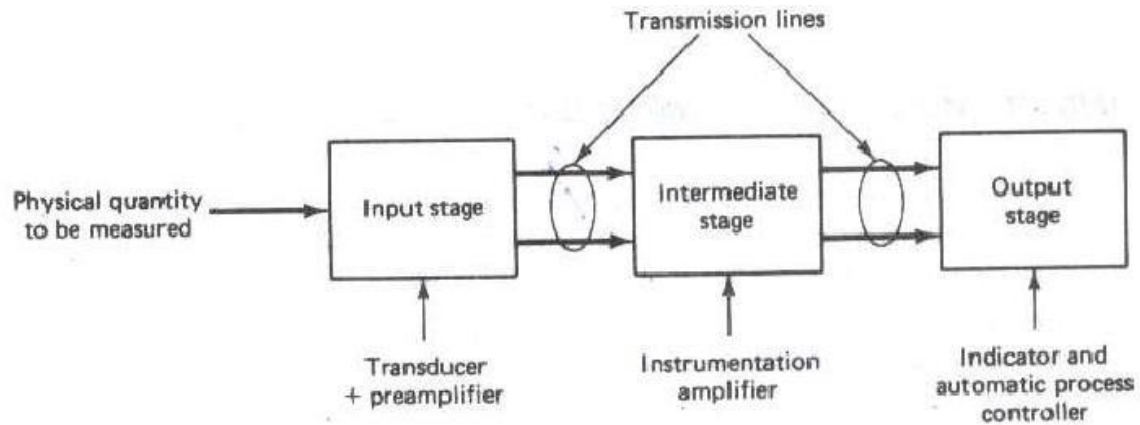 Transmission lines
Physical quantity
to be measured
Input stage
Intermediate
stage
Output
stage
Transducer
+ preamplifier
Instrumentation
amplifier
Indicator and
automatic process
controller